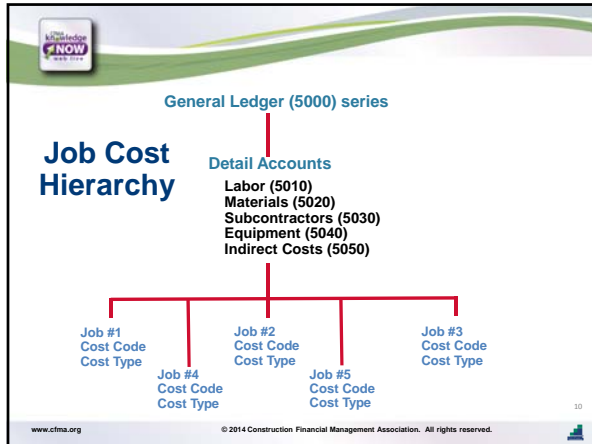 CFMA
knowledge
NOW
web live
General Ledger (5000) series
Job Cost
Hierarchy
Detail Accounts
Labor (5010)
Materials (5020)
Subcontractors (5030)
Equipment (5040)
Indirect Costs (5050)
Job #1
Cost Code
Cost Type
Job #4
Cost Code
Cost Type
Job #2
Cost Code
Cost Type
Job #5
Cost Code
Cost Type
Job #3
Cost Code
Cost Type
10
www.cfma.org
© 2014 Construction Financial Management Association. All rights reserved.